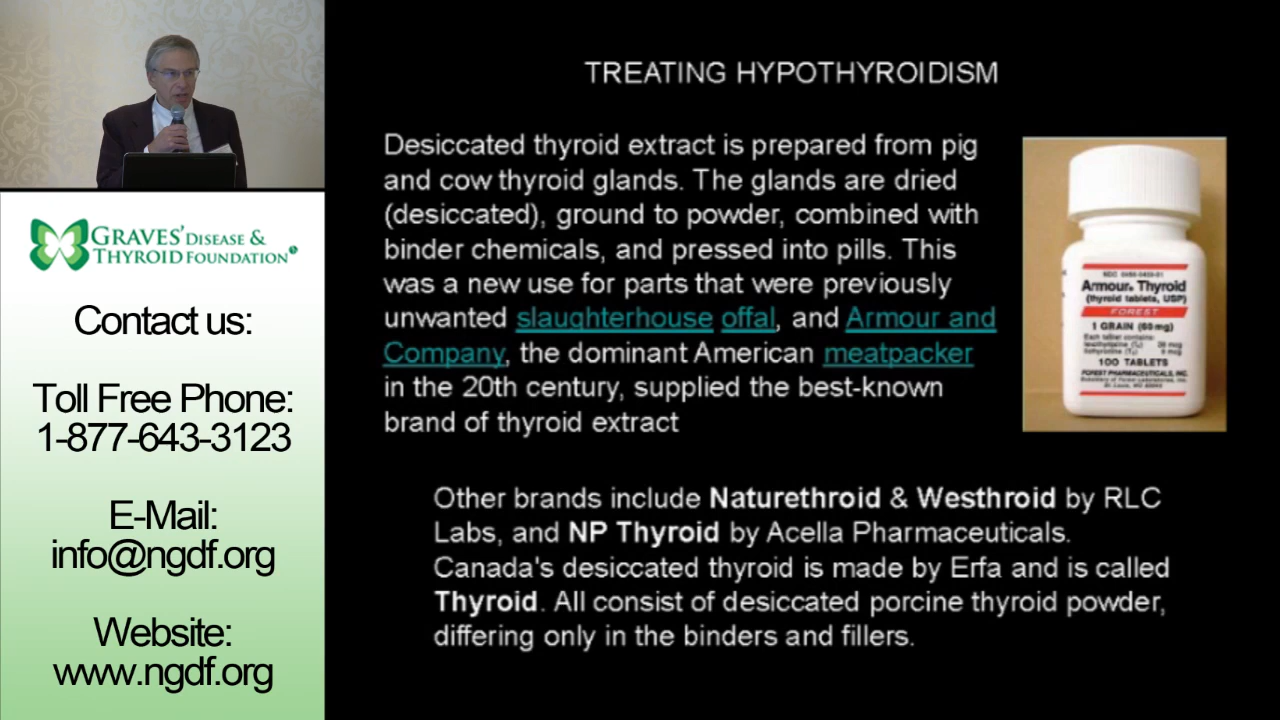 GRAVES' DISEASE &
THYROID FOUNDATION
Contact us:
Toll Free Phone:
1-877-643-3123
E-Mail:
info@ngdf.org
Website:
www.ngdf.org
TREATING HYPOTHYROIDISM
Desiccated thyroid extract is prepared from pig
and cow thyroid glands. The glands are dried
(desiccated), ground to powder, combined with
binder chemicals, and pressed into pills. This
was a new use for parts that were previously
unwanted slaughterhouse offal, and Armour and
Company, the dominant American meatpacker
in the 20th century, supplied the best-known
brand of thyroid extract
Armour Thyroid
(thyroid tablets, USP)
FOREST
1 GRAIN (60 mg)
Each tablet contains:
100 TABLETS
FOREST PHARMACEUTICALS, INC.
Other brands include Naturethroid & Westhroid by RLC
Labs, and NP Thyroid by Acella Pharmaceuticals.
Canada's desiccated thyroid is made by Erfa and is called
Thyroid. All consist of desiccated porcine thyroid powder,
differing only in the binders and fillers.